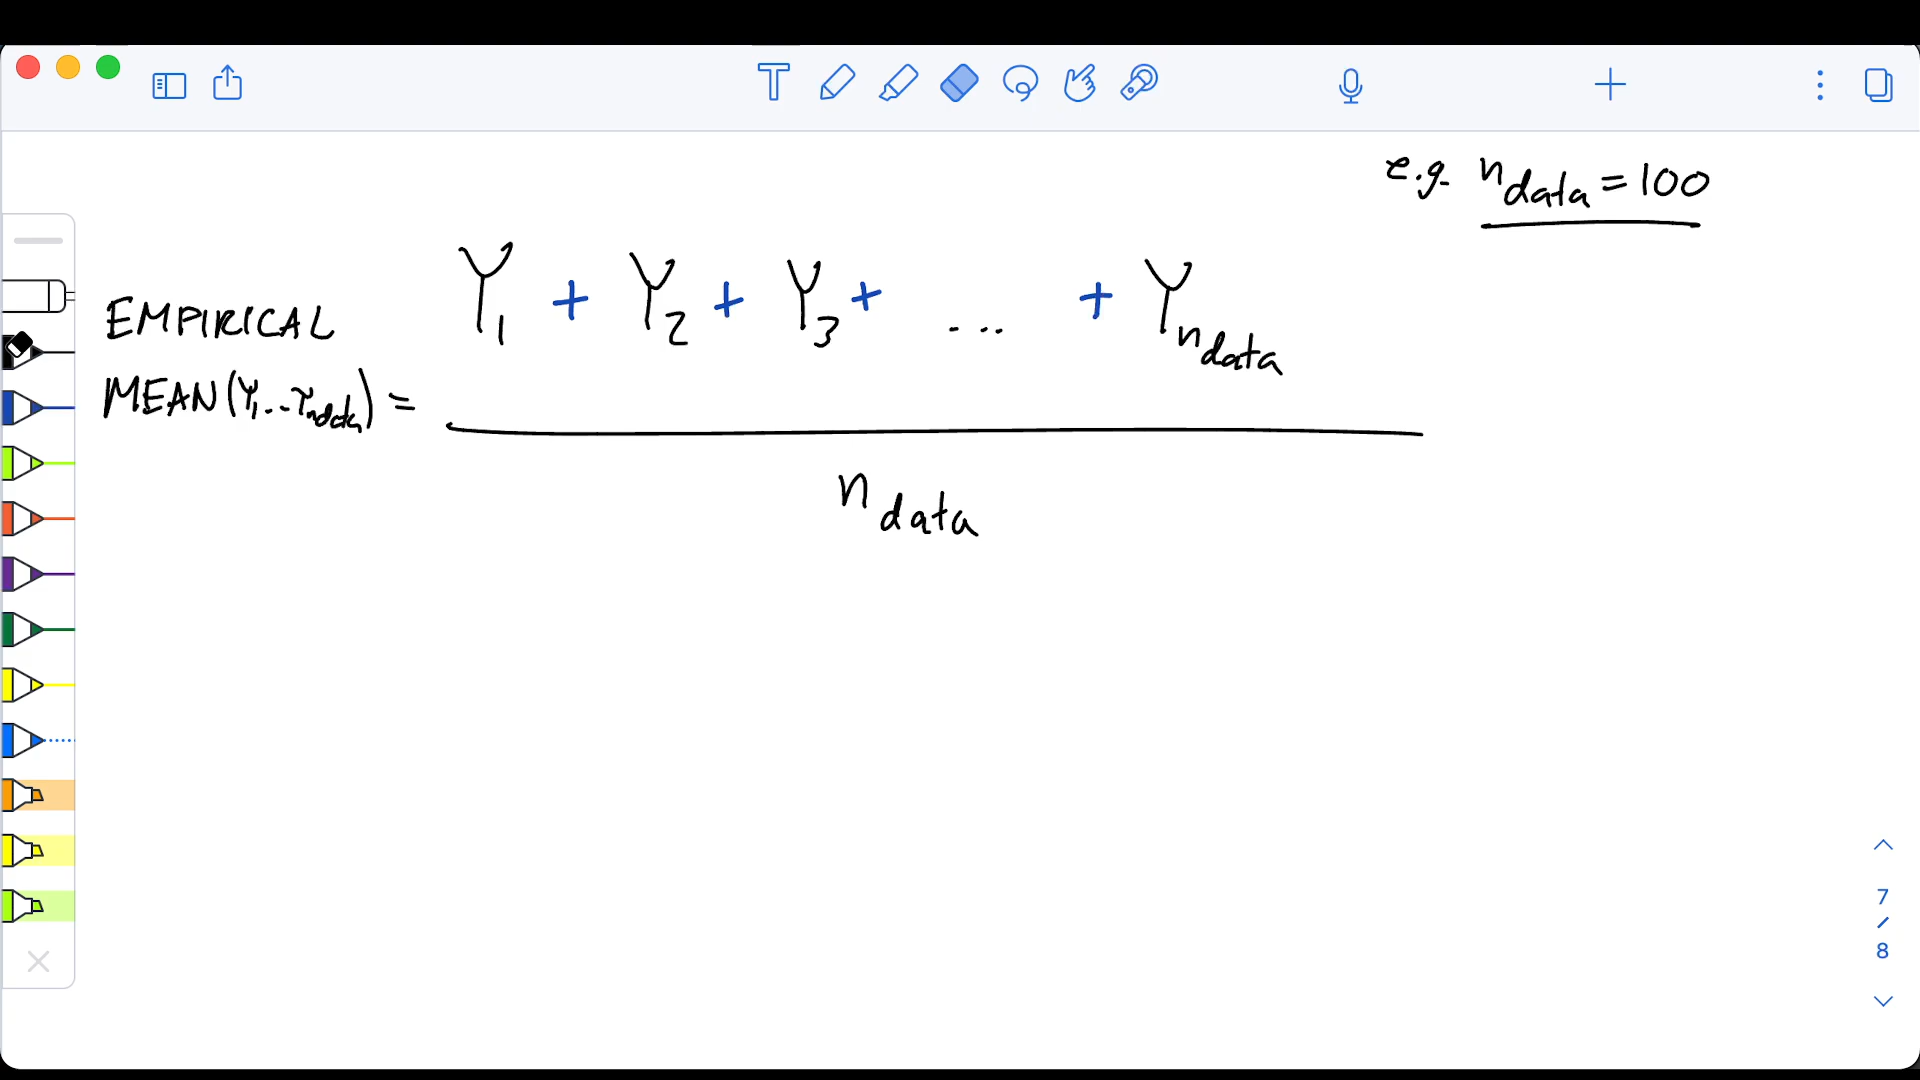 e.g. n_data = 100
EMPIRICAL
MEAN(Y_1...Y_n_data) =
Y_1 + Y_2 + Y_3 + ... + Y_n_data
n_data
7
/
8